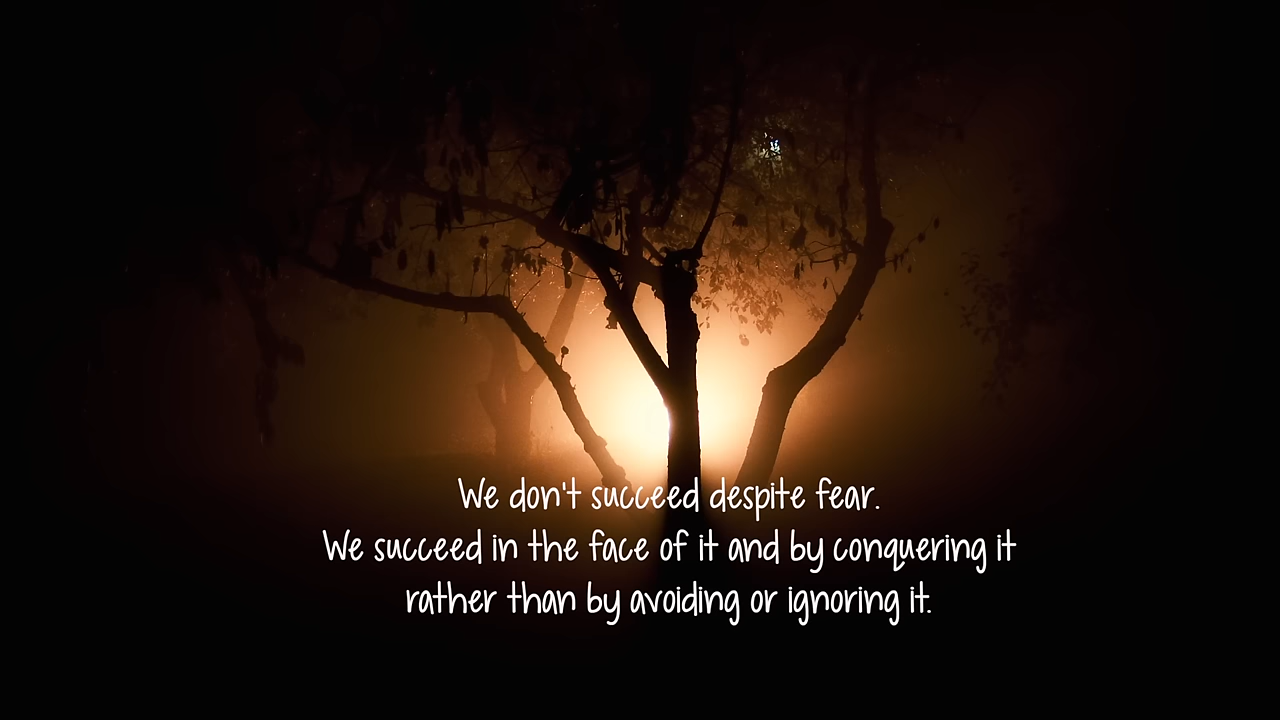 We don't succeed despite fear.
We succeed in the face of it and by conquering it
rather than by avoiding or ignoring it.